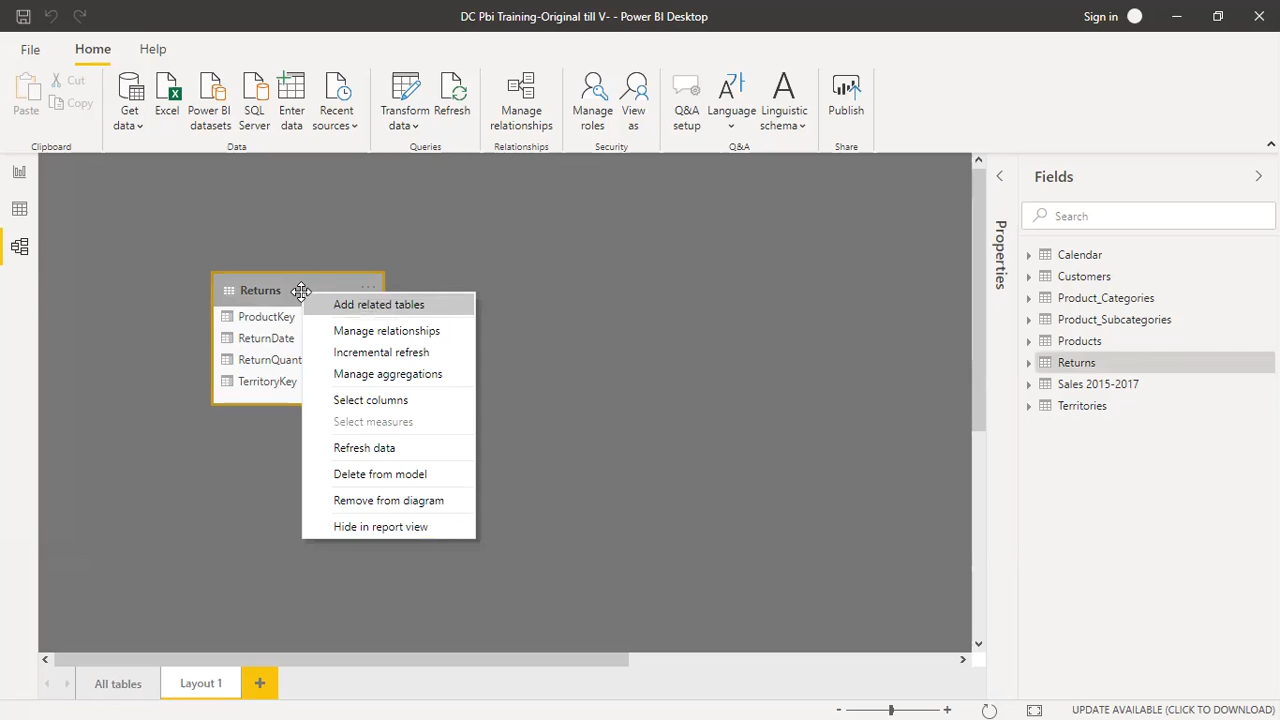 DC Pbi Training-Original till V- - Power BI Desktop
Sign in
File
Home
Help
Paste
Cut
Copy
Clipboard
Get data
Excel
Power BI datasets
SQL Server
Enter data
Recent sources
Data
Transform data
Refresh
Queries
Manage relationships
Relationships
Manage roles
View as
Security
Q&A setup
Language
Linguistic schema
Q&A
Publish
Share
Returns
ProductKey
ReturnDate
ReturnQuant
TerritoryKey
Add related tables
Manage relationships
Incremental refresh
Manage aggregations
Select columns
Select measures
Refresh data
Delete from model
Remove from diagram
Hide in report view
Properties
Fields
Search
Calendar
Customers
Product_Categories
Product_Subcategories
Products
Returns
Sales 2015-2017
Territories
All tables
Layout 1
UPDATE AVAILABLE (CLICK TO DOWNLOAD)